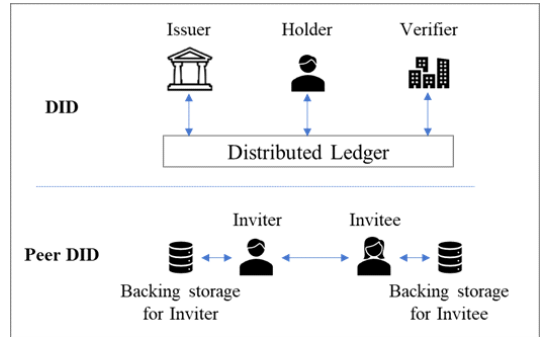 Issuer Holder Verifier
DID
Distributed Ledger
Inviter Invitee
Peer DID
Backing storage for Inviter
Backing storage for Invitee